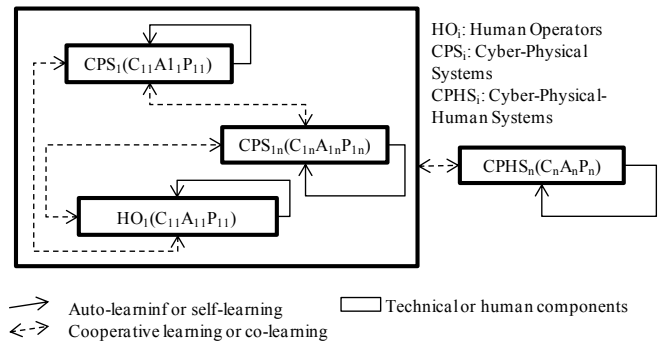 CPS₁(C₁₁A1₁P₁₁)
CPS₁ₙ(C₁ₙA₁ₙP₁ₙ)
HO₁(C₁₁A₁₁P₁₁)
HOᵢ: Human Operators
CPSᵢ: Cyber-Physical
Systems
CPHSᵢ: Cyber-Physical-
Human Systems
CPHSₙ(CₙAₙPₙ)
Auto-learninf or self-learning
Technical or human components
Cooperative learning or co-learning